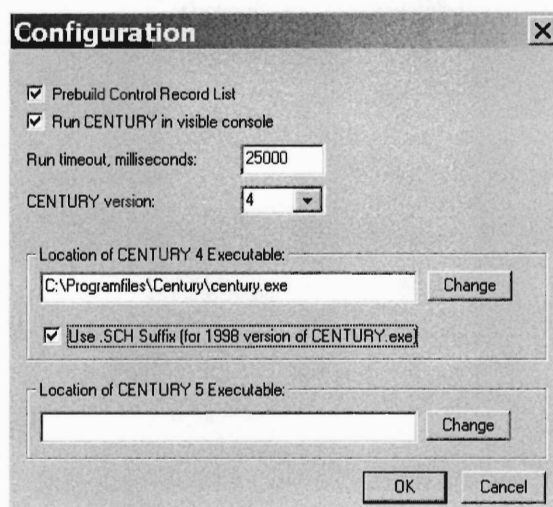 Configuration
Prebuild Control Record List
Run CENTURY in visible console
Run timeout, milliseconds: 25000
CENTURY version: 4
Location of CENTURY 4 Executable:
C:\Programfiles\Century\century.exe Change
Use .SCH Suffix (for 1998 version of CENTURY.exe)
Location of CENTURY 5 Executable:
Change
OK Cancel